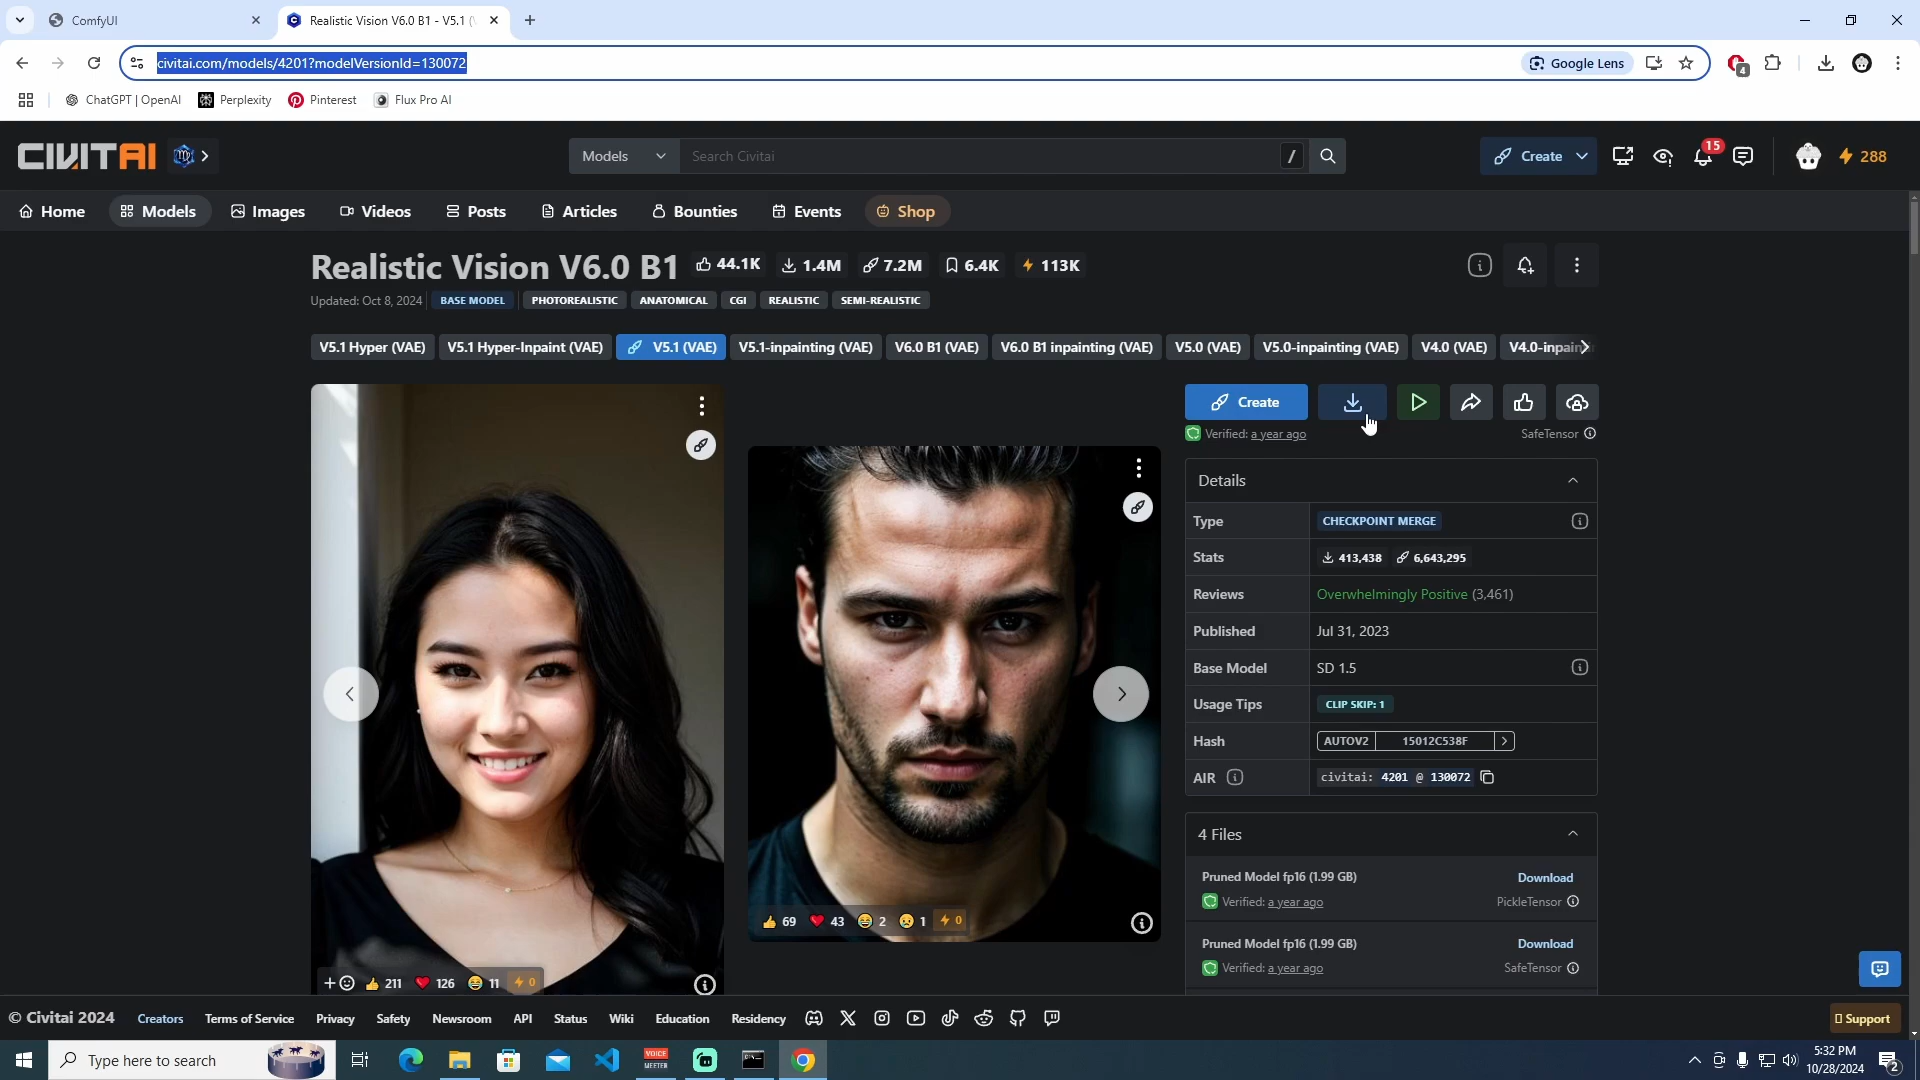 ComfyUI
Realistic Vision V6.0 B1 - V5.1 (
civitai.com/models/4201?modelVersionId=130072
Google Lens
4
ChatGPT | OpenAI
Perplexity
Pinterest
Flux Pro AI
CIVITAI
Models
Search Civitai
/
Create
15
288
Home
Models
Images
Videos
Posts
Articles
Bounties
Events
Shop
Realistic Vision V6.0 B1
44.1K
1.4M
7.2M
6.4K
113K
Updated: Oct 8, 2024
BASE MODEL
PHOTOREALISTIC
ANATOMICAL
CGI
REALISTIC
SEMI-REALISTIC
V5.1 Hyper (VAE)
V5.1 Hyper-Inpaint (VAE)
V5.1 (VAE)
V5.1-inpainting (VAE)
V6.0 B1 (VAE)
V6.0 B1 inpainting (VAE)
V5.0 (VAE)
V5.0-inpainting (VAE)
V4.0 (VAE)
V4.0-inpain
Create
Verified: a year ago
SafeTensor
Details
Type
CHECKPOINT MERGE
Stats
413,438
6,643,295
Reviews
Overwhelmingly Positive (3,461)
Published
Jul 31, 2023
Base Model
SD 1.5
Usage Tips
CLIP SKIP: 1
Hash
AUTOV2
15012C538F
AIR
civitai: 4201 @ 130072
4 Files
Pruned Model fp16 (1.99 GB)
Download
Verified: a year ago
PickleTensor
Pruned Model fp16 (1.99 GB)
Download
Verified: a year ago
SafeTensor
69
43
2
1
0
211
126
11
0
© Civitai 2024
Creators
Terms of Service
Privacy
Safety
Newsroom
API
Status
Wiki
Education
Residency
Support
Type here to search
VOICE
MEETER
5:32 PM
10/28/2024
2